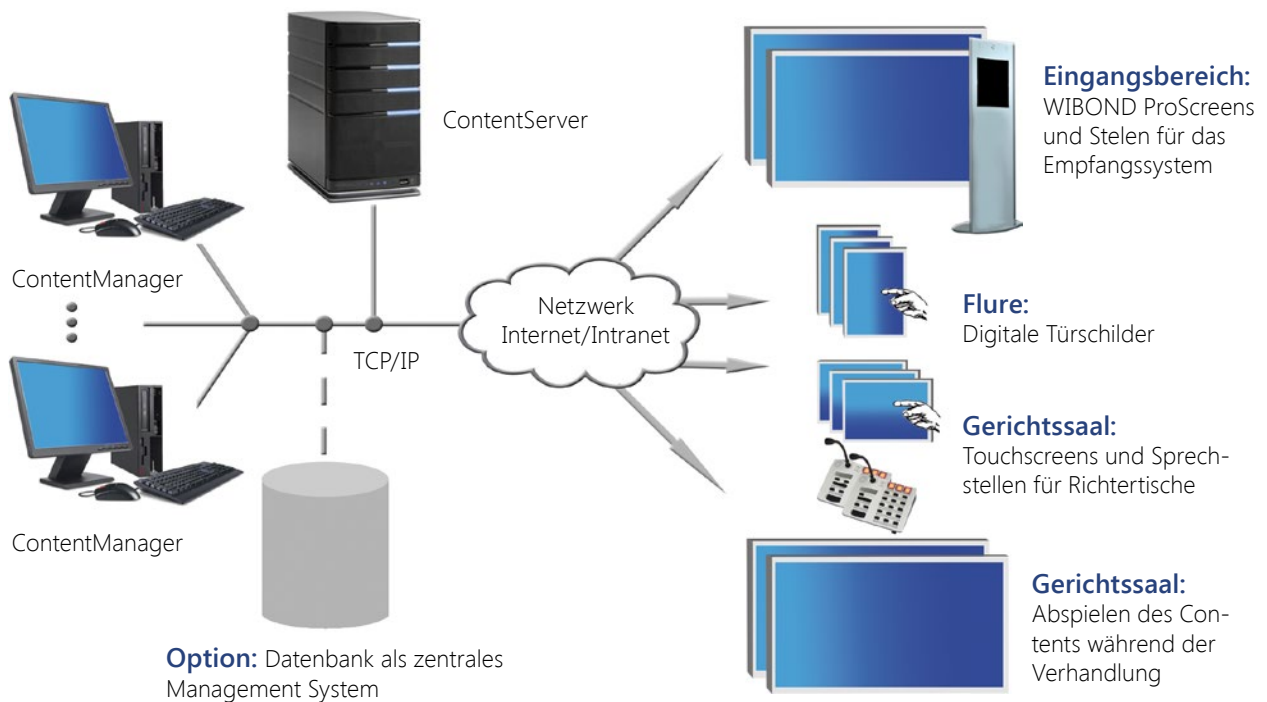 ContentServer
ContentManager
ContentManager
TCP/IP
Netzwerk
Internet/Intranet
Option: Datenbank als zentrales
Management System
Eingangsbereich:
WIBOND ProScreens
und Stelen für das
Empfangssystem
Flure:
Digitale Türschilder
Gerichtssaal:
Touchscreens und Sprech-
stellen für Richtertische
Gerichtssaal:
Abspielen des Con-
tents während der
Verhandlung